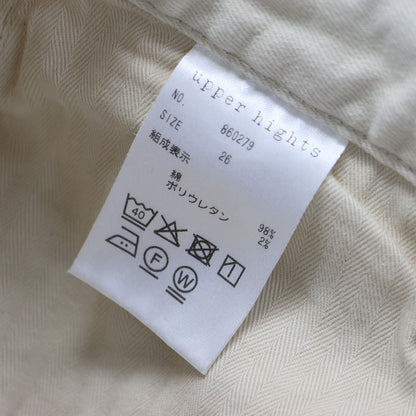 upper hights
NO. 860279
SIZE 26
組成表示
綿 98%
ポリウレタン 2%
40
F W